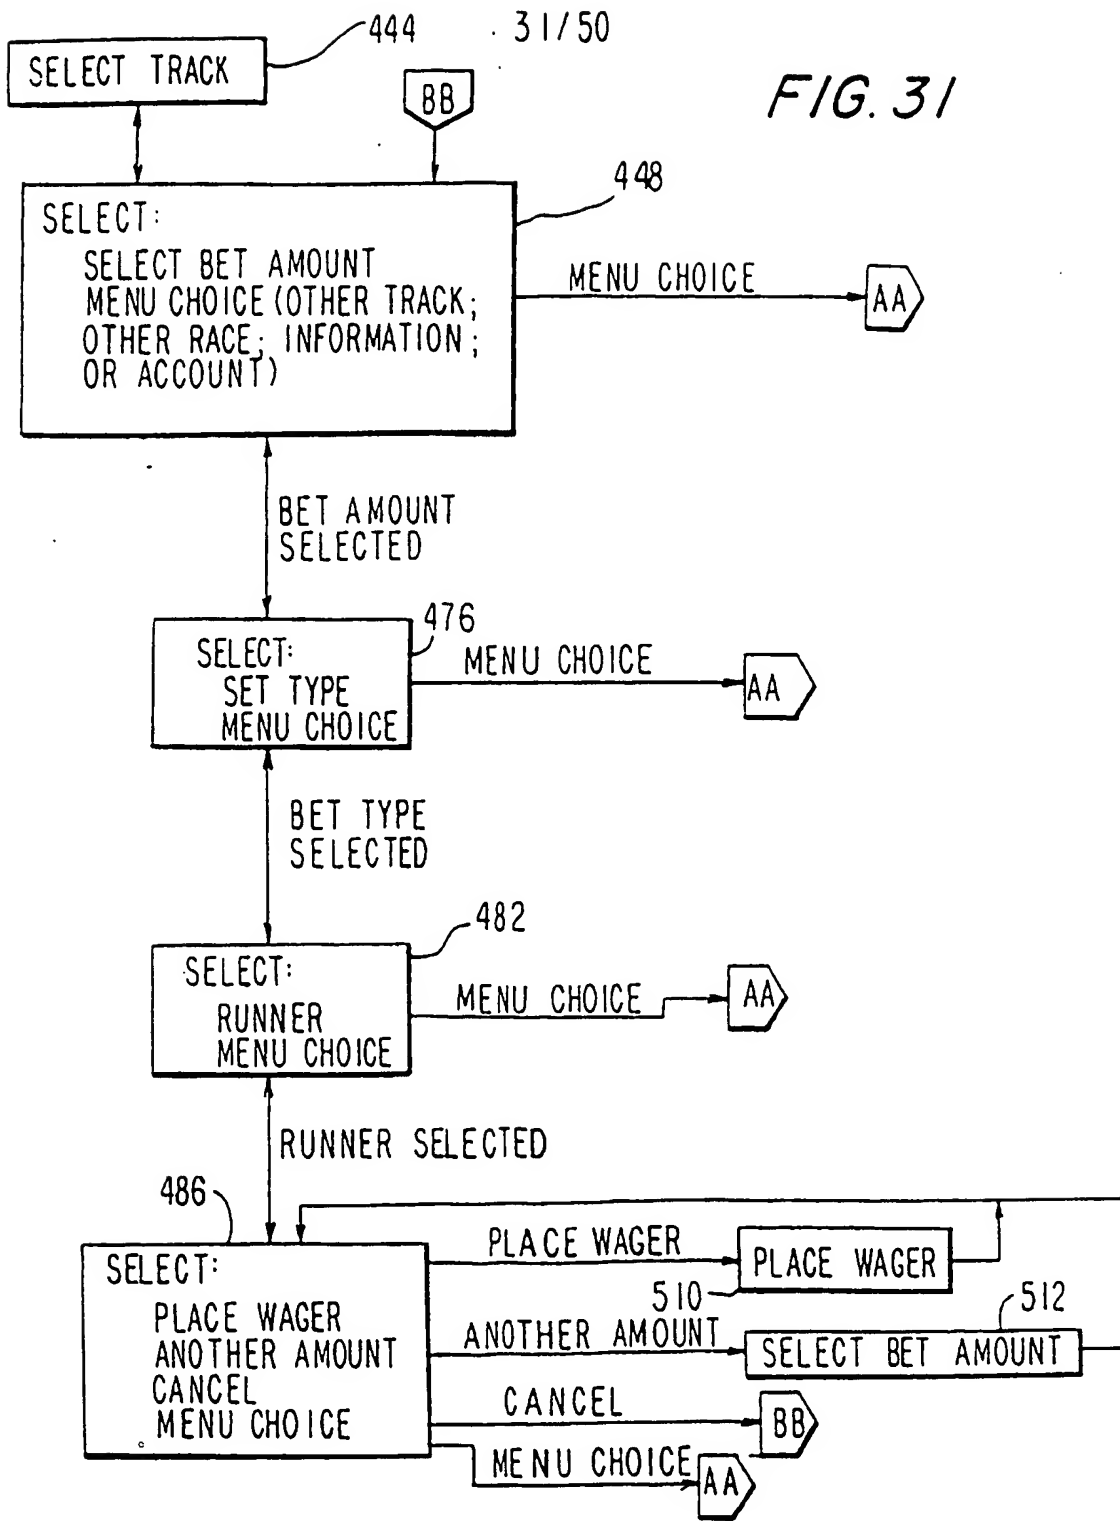 444
31/50
SELECT TRACK
BB
FIG. 31
448
SELECT:
SELECT BET AMOUNT
MENU CHOICE (OTHER TRACK;
OTHER RACE; INFORMATION;
OR ACCOUNT)
MENU CHOICE
AA
BET AMOUNT
SELECTED
476
SELECT:
SET TYPE
MENU CHOICE
MENU CHOICE
AA
BET TYPE
SELECTED
482
SELECT:
RUNNER
MENU CHOICE
MENU CHOICE
AA
RUNNER SELECTED
486
SELECT:
PLACE WAGER
ANOTHER AMOUNT
CANCEL
MENU CHOICE
PLACE WAGER
PLACE WAGER
510
512
ANOTHER AMOUNT
SELECT BET AMOUNT
CANCEL
BB
MENU CHOICE
AA